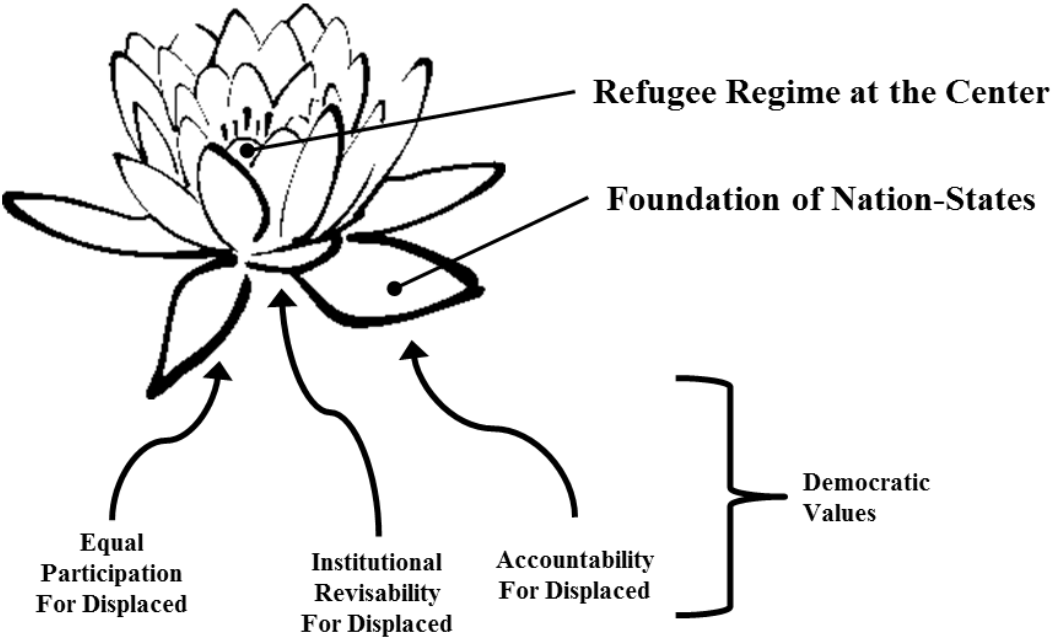 Refugee Regime at the Center
Foundation of Nation-States
Equal
Participation
For Displaced
Institutional
Revisability
For Displaced
Accountability
For Displaced
Democratic
Values